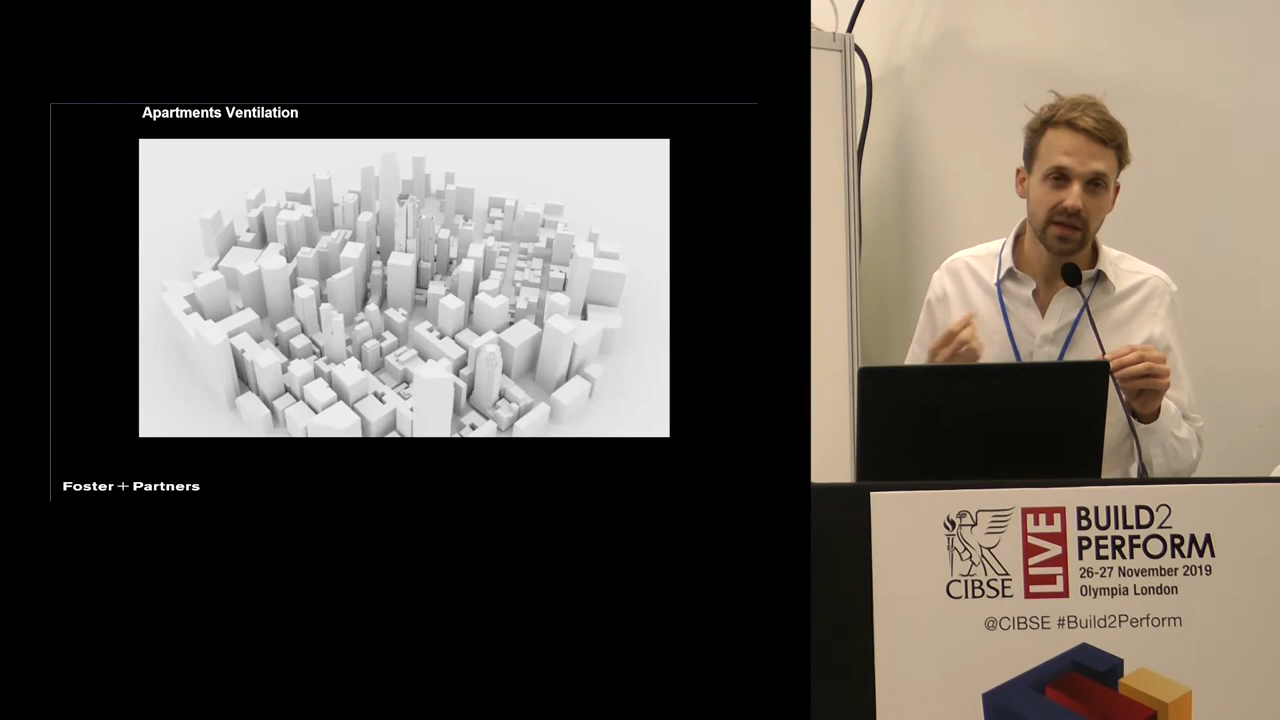 Apartments Ventilation
Foster + Partners
CIBSE
LIVE
BUILD2
PERFORM
26-27 November 2019
Olympia London
@CIBSE #Build2Perform